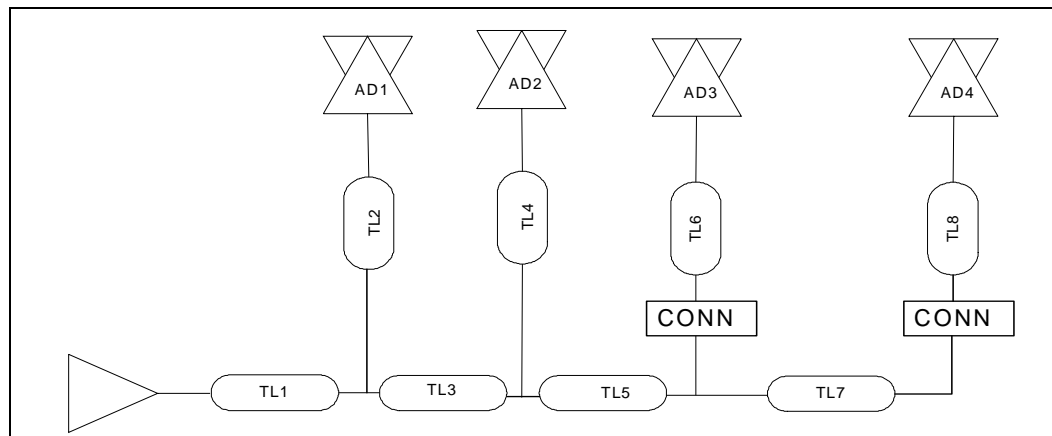 AD1
AD2
AD3
AD4
TL2
TL4
TL6
TL8
CONN
CONN
TL1
TL3
TL5
TL7